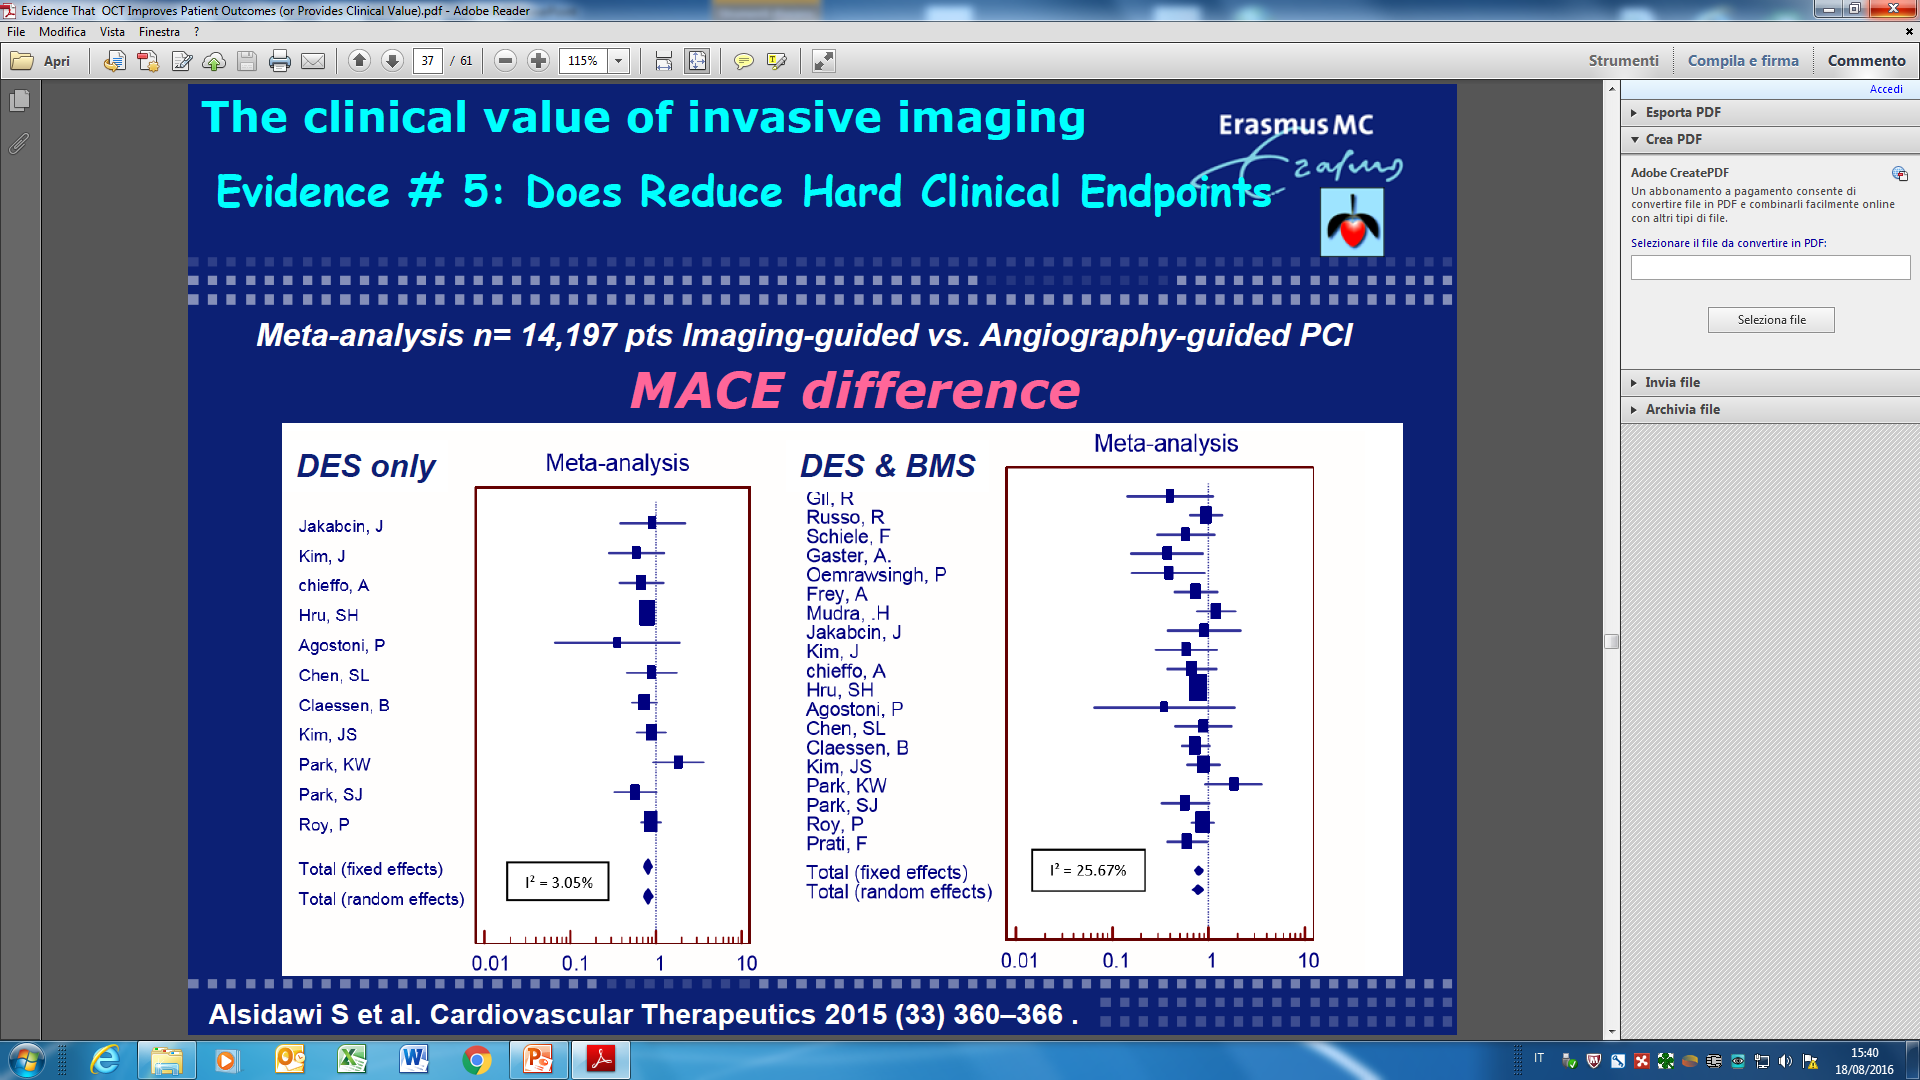 Evidence That  OCT Improves Patient Outcomes (or Provides Clinical Value).pdf - Adobe Reader
File Modifica Vista Finestra ?
Apri 37 / 61 115% Strumenti Compila e firma Commento
Accedi
Esporta PDF
Crea PDF
Adobe CreatePDF
Un abbonamento a pagamento consente di
convertire file in PDF e combinarli facilmente online
con altri tipi di file.
Selezionare il file da convertire in PDF:
Seleziona file
Invia file
Archivia file
The clinical value of invasive imaging
Erasmus MC
Erasmus
Evidence # 5: Does Reduce Hard Clinical Endpoints
Meta-analysis n= 14,197 pts Imaging-guided vs. Angiography-guided PCI
MACE difference
DES only
Meta-analysis
Jakabcin, J
Kim, J
chieffo, A
Hru, SH
Agostoni, P
Chen, SL
Claessen, B
Kim, JS
Park, KW
Park, SJ
Roy, P
Total (fixed effects)
Total (random effects)
I² = 3.05%
0.01 0.1 1 10
DES & BMS
Meta-analysis
Gil, R
Russo, R
Schiele, F
Gaster, A.
Oemrawsingh, P
Frey, A
Mudra, .H
Jakabcin, J
Kim, J
chieffo, A
Hru, SH
Agostoni, P
Chen, SL
Claessen, B
Kim, JS
Park, KW
Park, SJ
Roy, P
Prati, F
Total (fixed effects)
Total (random effects)
I² = 25.67%
0.01 0.1 1 10
Alsidawi S et al. Cardiovascular Therapeutics 2015 (33) 360–366 .
IT
15:40
18/08/2016